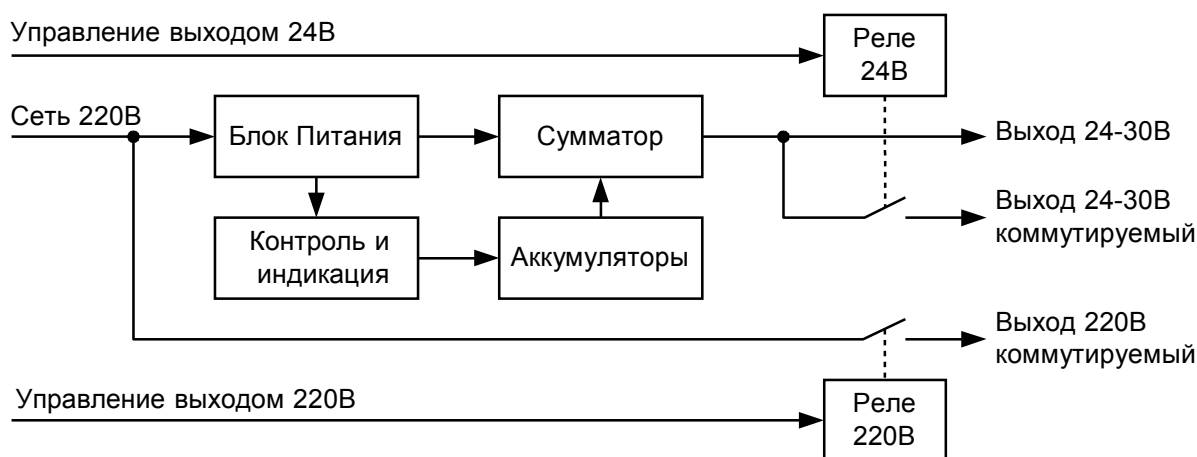 Управление выходом 24В
Реле
24В
Сеть 220В
Блок Питания
Сумматор
Выход 24-30В
Выход 24-30В
коммутируемый
Контроль и
индикация
Аккумуляторы
Выход 220В
коммутируемый
Управление выходом 220В
Реле
220В